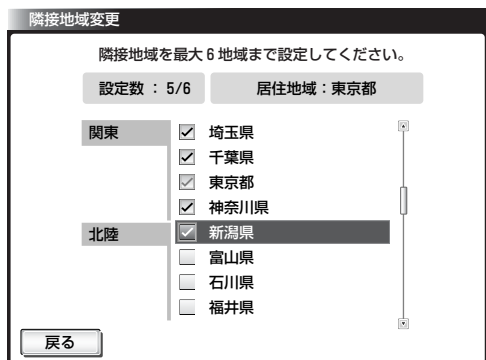 隣接地域変更
隣接地域を最大6地域まで設定してください。
設定数 : 5/6 居住地域：東京都
関東 埼玉県
千葉県
東京都
神奈川県
北陸 新潟県
富山県
石川県
福井県
戻る